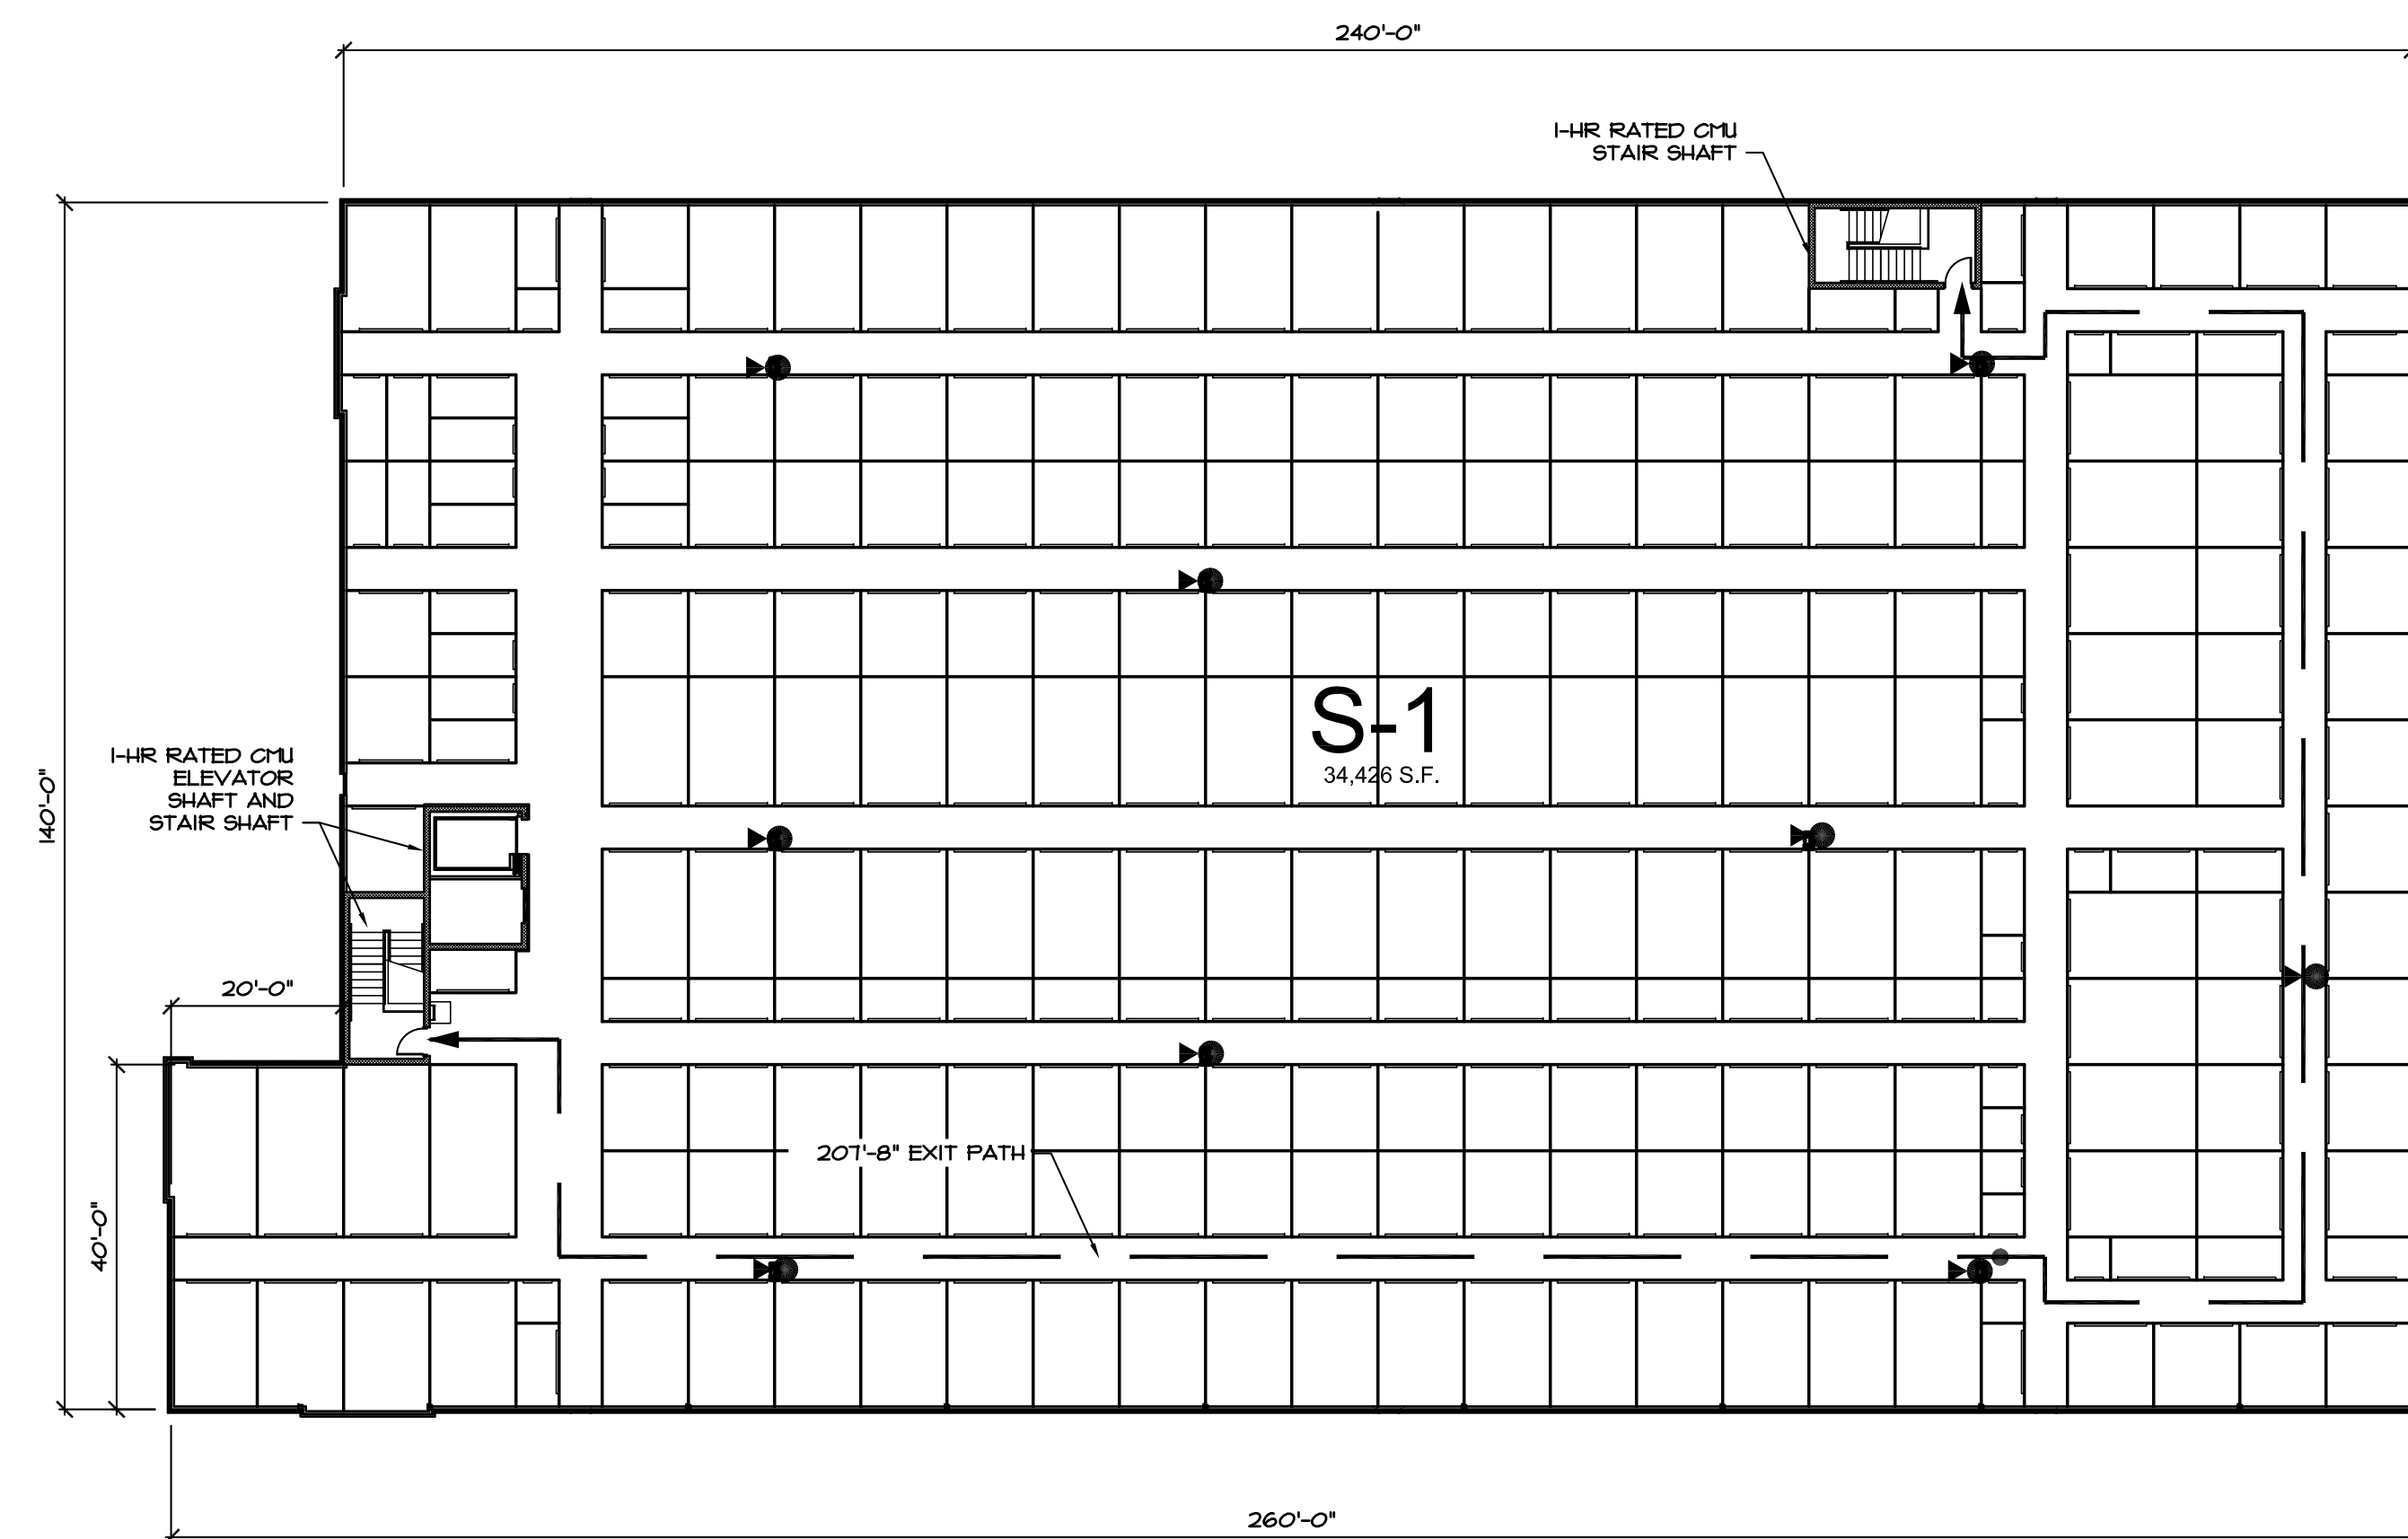 240'-0"
1-HR RATED CMU
STAIR SHAFT
S-1
34,426 S.F.
1-HR RATED CMU
ELEVATOR
SHAFT AND
STAIR SHAFT
140'-0"
20'-0"
40'-0"
207'-8" EXIT PATH
260'-0"